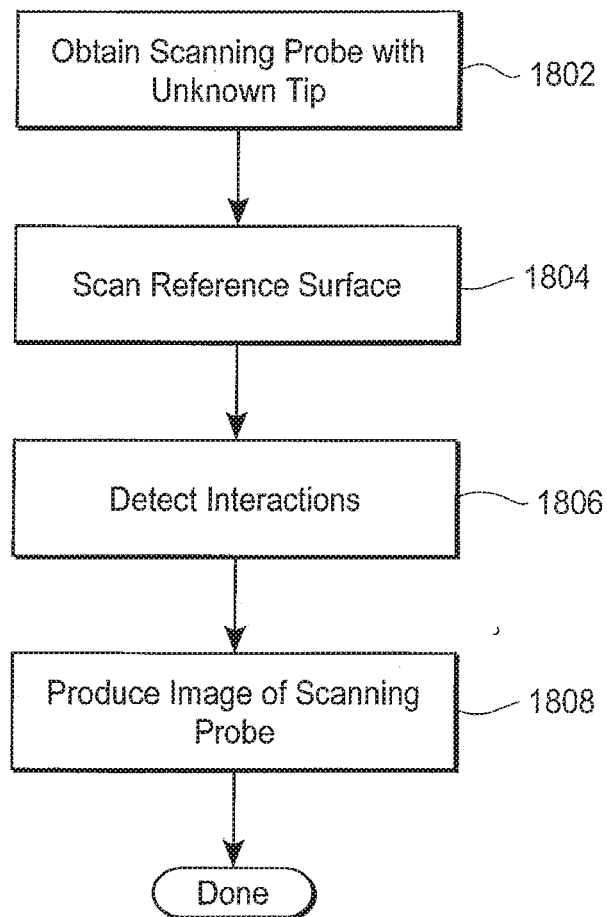 Obtain Scanning Probe with
Unknown Tip
1802
Scan Reference Surface
1804
Detect Interactions
1806
Produce Image of Scanning
Probe
1808
Done